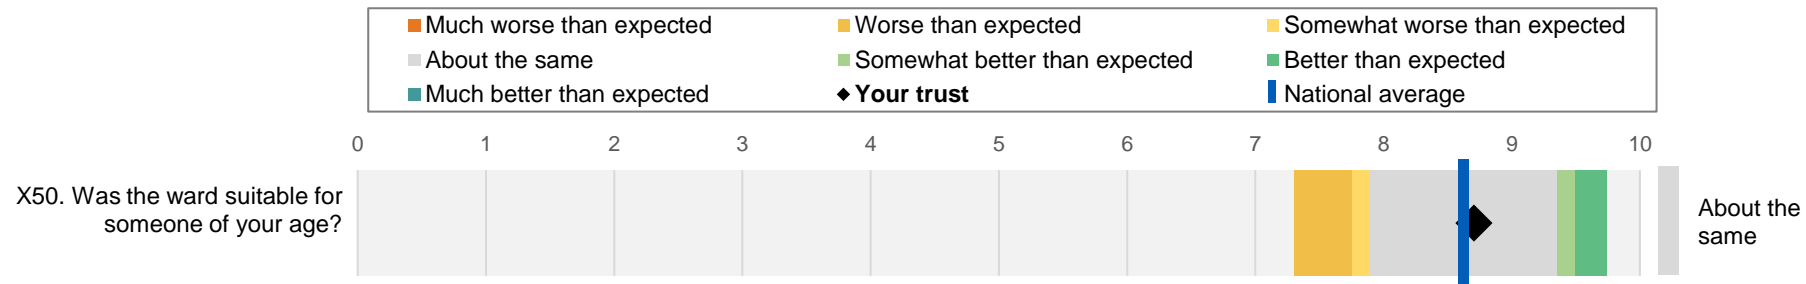 Much worse than expected
Worse than expected
Somewhat worse than expected
About the same
Somewhat better than expected
Better than expected
Much better than expected
Your trust
National average
0 1 2 3 4 5 6 7 8 9 10
X50. Was the ward suitable for
someone of your age?
About the
same